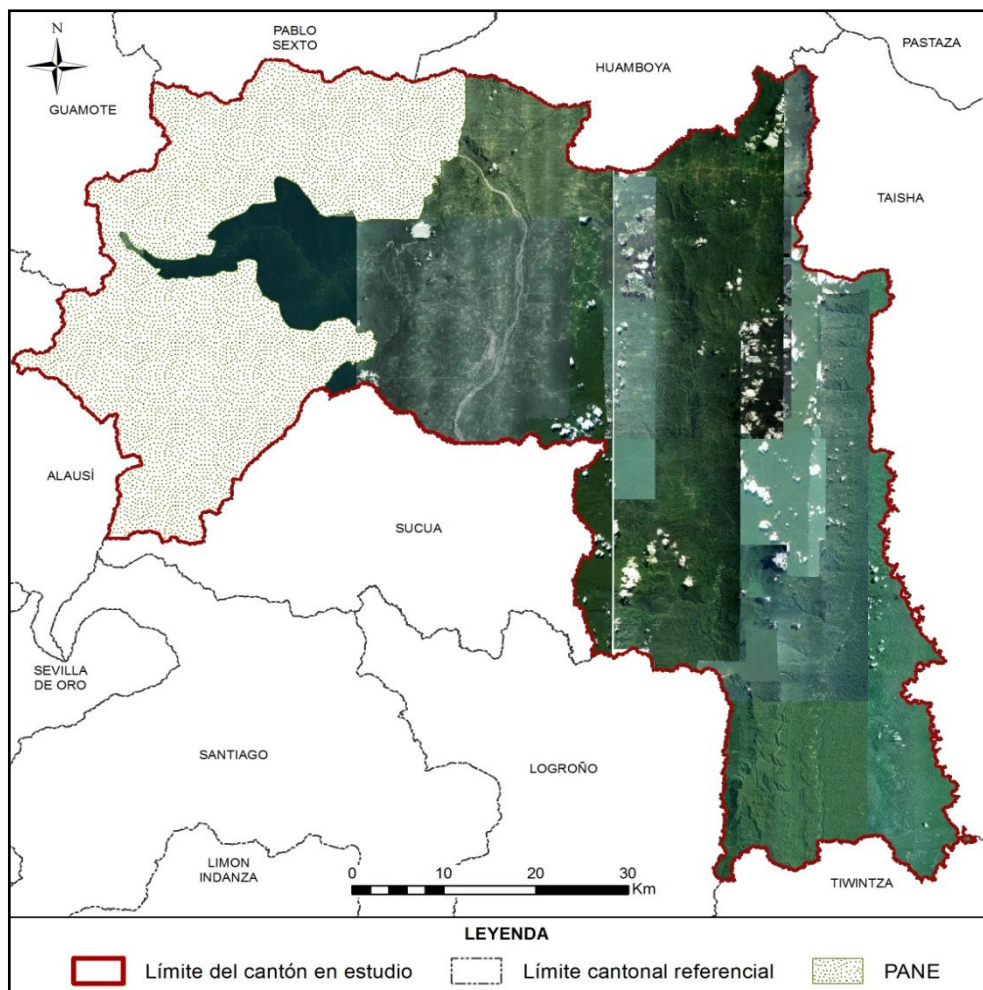 N
PABLO
SEXTO
PASTAZA
HUAMBOYA
GUAMOTE
TAISHA
ALAUSÍ
SUCUA
SEVILLA
DE ORO
SANTIAGO
LOGROÑO
LIMON
INDANZA
TIWINTZA
0 10 20 30
Km
LEYENDA
Límite del cantón en estudio
Límite cantonal referencial
PANE